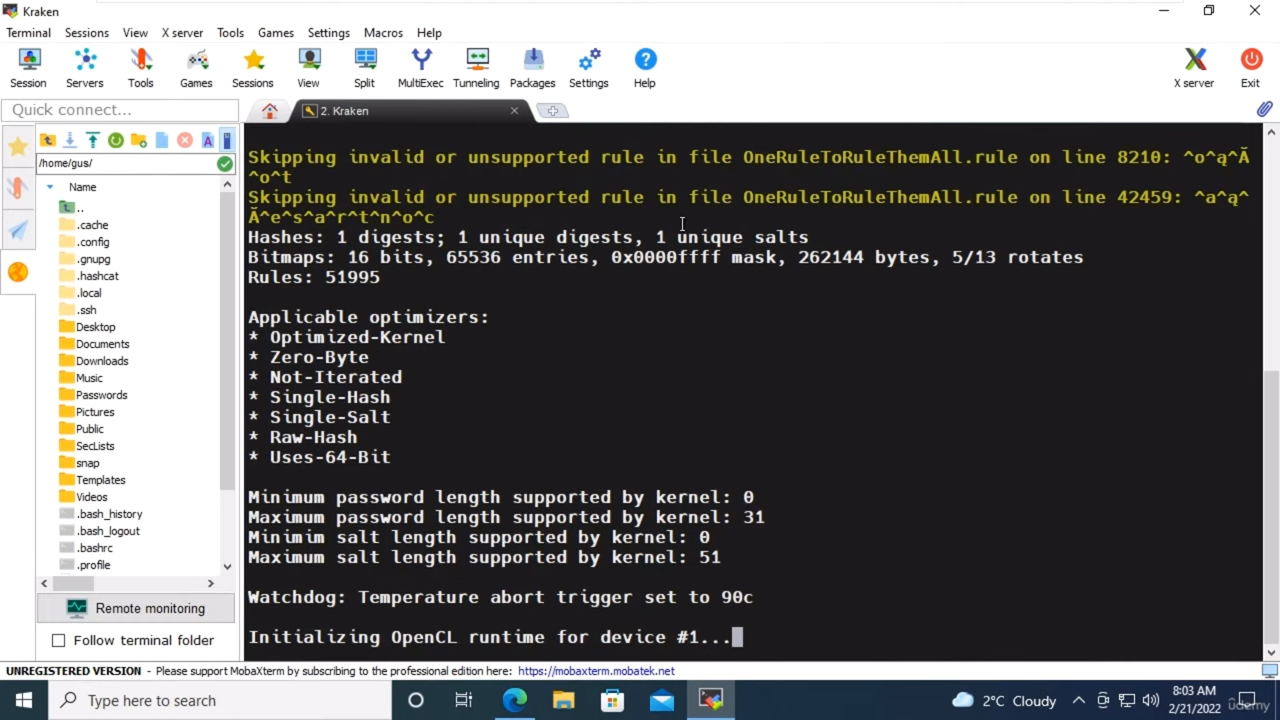 Kraken
Terminal Sessions View X server Tools Games Settings Macros Help
Session Servers Tools Games Sessions View Split MultiExec Tunneling Packages Settings Help X server Exit
Quick connect...
2. Kraken
/home/gus/
Name
..
.cache
.config
.gnupg
.hashcat
.local
.ssh
Desktop
Documents
Downloads
Music
Passwords
Pictures
Public
SecLists
snap
Templates
Videos
.bash_history
.bash_logout
.bashrc
.profile
Remote monitoring
Follow terminal folder
Skipping invalid or unsupported rule in file OneRuleToRuleThemAll.rule on line 8210: ^o^ą^Ă
^o^t
Skipping invalid or unsupported rule in file OneRuleToRuleThemAll.rule on line 42459: ^a^ą^
Ă^e^s^a^r^t^n^o^c
Hashes: 1 digests; 1 unique digests, 1 unique salts
Bitmaps: 16 bits, 65536 entries, 0x0000ffff mask, 262144 bytes, 5/13 rotates
Rules: 51995
Applicable optimizers:
* Optimized-Kernel
* Zero-Byte
* Not-Iterated
* Single-Hash
* Single-Salt
* Raw-Hash
* Uses-64-Bit
Minimum password length supported by kernel: 0
Maximum password length supported by kernel: 31
Minimim salt length supported by kernel: 0
Maximum salt length supported by kernel: 51
Watchdog: Temperature abort trigger set to 90c
Initializing OpenCL runtime for device #1...
UNREGISTERED VERSION - Please support MobaXterm by subscribing to the professional edition here: https://mobaxterm.mobatek.net
Type here to search
2°C Cloudy
8:03 AM
2/21/2022
ûdemy